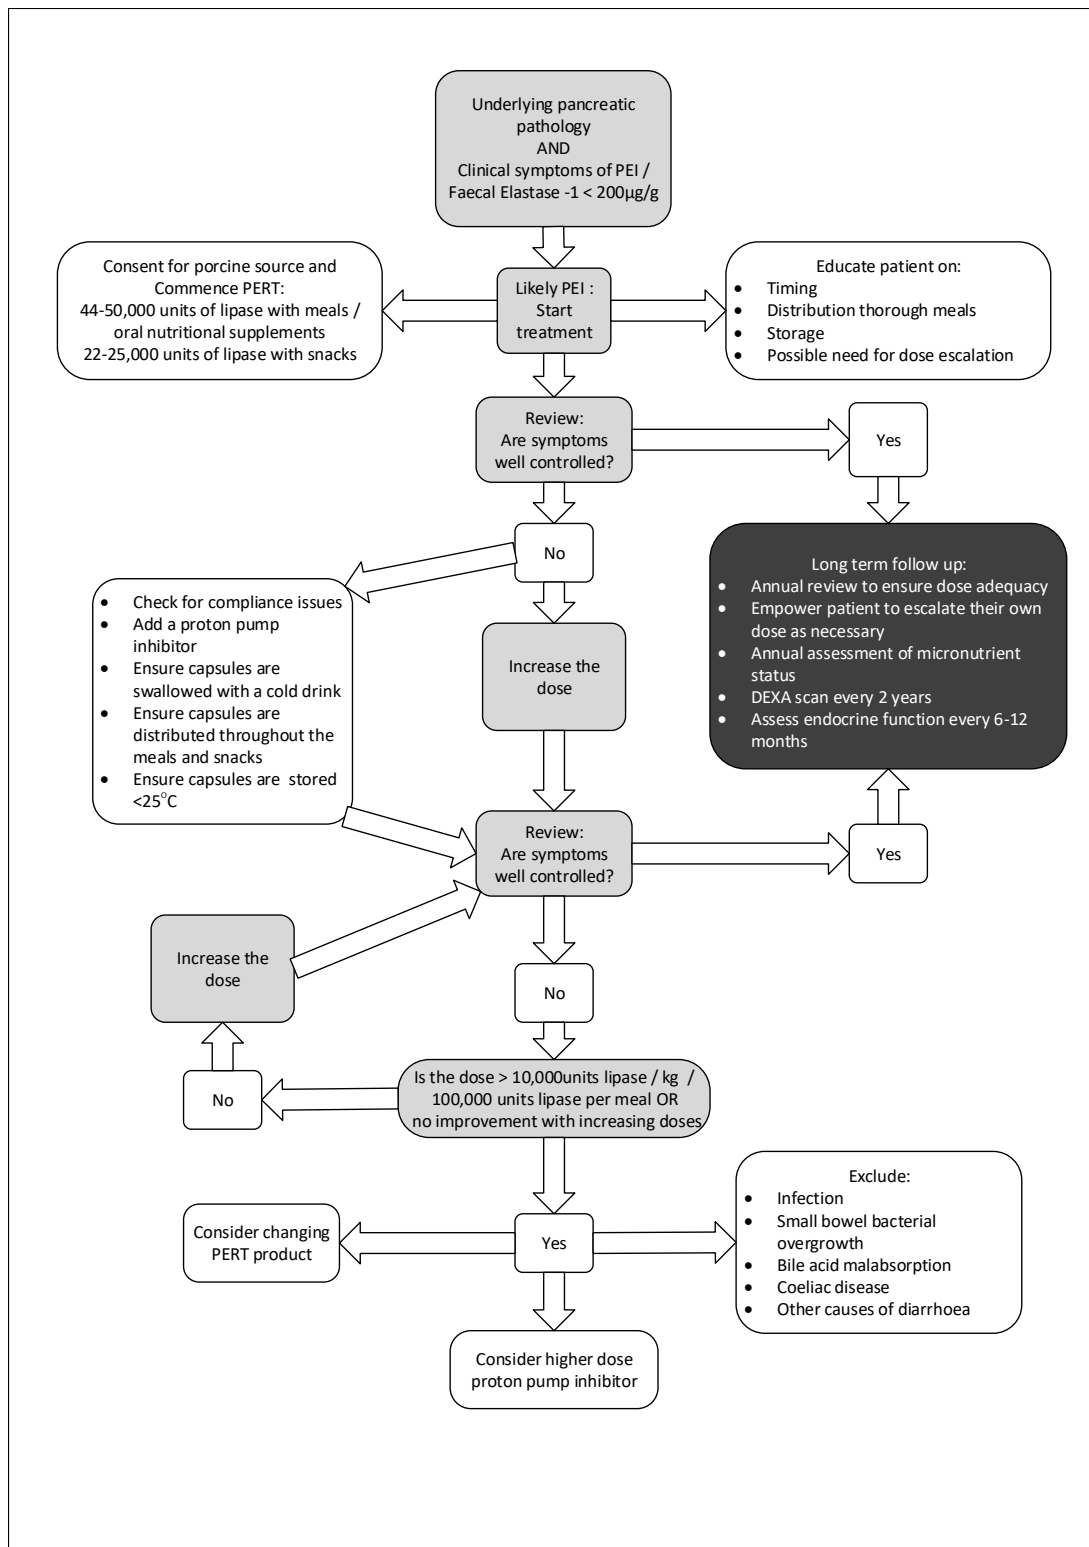 Underlying pancreatic
pathology
AND
Clinical symptoms of PEI /
Faecal Elastase -1 < 200µg/g
Consent for porcine source and
Commence PERT:
44-50,000 units of lipase with meals /
oral nutritional supplements
22-25,000 units of lipase with snacks
Likely PEI :
Start
treatment
Educate patient on:
• Timing
• Distribution thorough meals
• Storage
• Possible need for dose escalation
Review:
Are symptoms
well controlled?
Yes
No
• Check for compliance issues
• Add a proton pump
inhibitor
• Ensure capsules are
swallowed with a cold drink
• Ensure capsules are
distributed throughout the
meals and snacks
• Ensure capsules are stored
<25°C
Increase the
dose
Long term follow up:
• Annual review to ensure dose adequacy
• Empower patient to escalate their own
dose as necessary
• Annual assessment of micronutrient
status
• DEXA scan every 2 years
• Assess endocrine function every 6-12
months
Review:
Are symptoms
well controlled?
Yes
Increase the
dose
No
No
Is the dose > 10,000units lipase / kg /
100,000 units lipase per meal OR
no improvement with increasing doses
Consider changing
PERT product
Yes
Exclude:
• Infection
• Small bowel bacterial
overgrowth
• Bile acid malabsorption
• Coeliac disease
• Other causes of diarrhoea
Consider higher dose
proton pump inhibitor